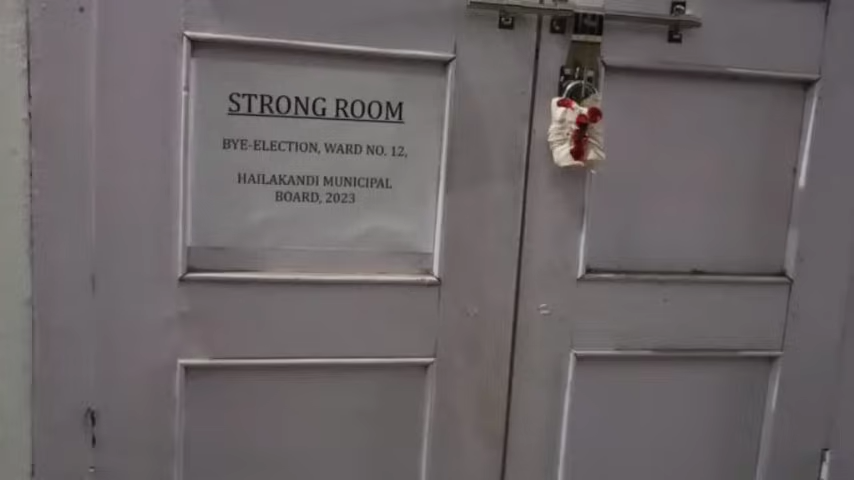 STRONG ROOM
BYE-ELECTION, WARD NO. 12,
HAILAKANDI MUNICIPAL
BOARD, 2023